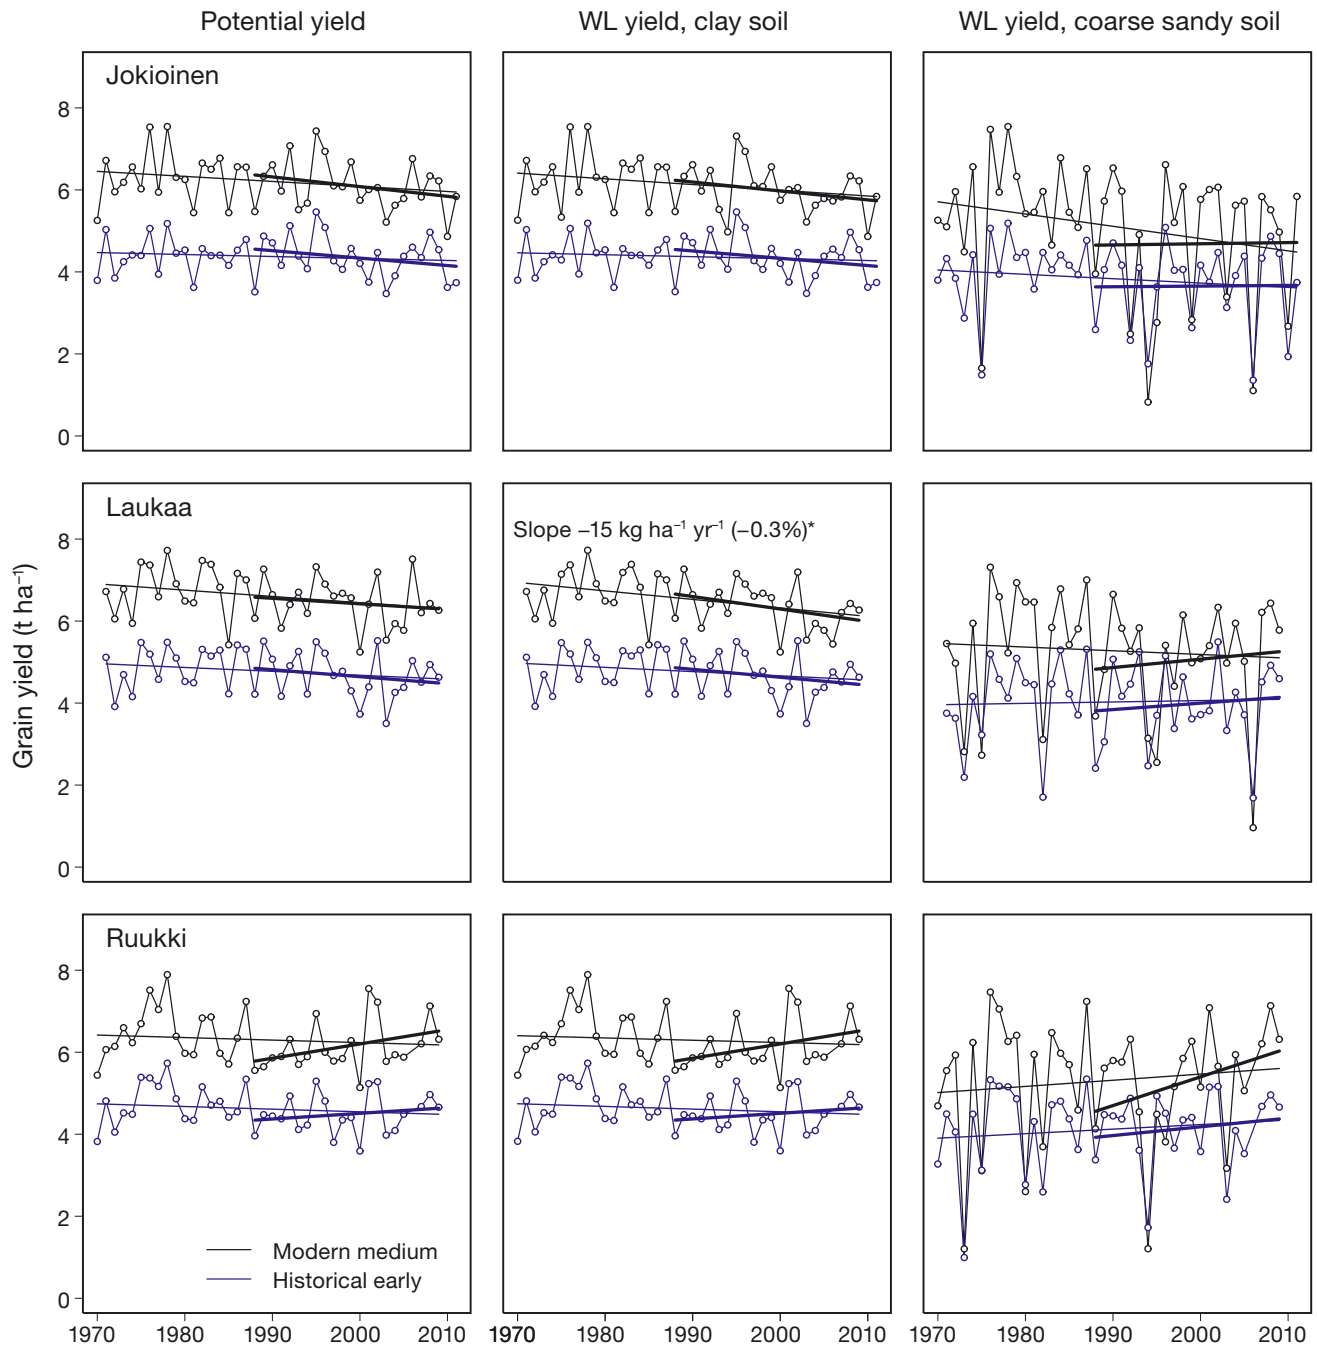 Potential yield
WL yield, clay soil
WL yield, coarse sandy soil
Jokioinen
8
6
4
2
0
Laukaa
Slope –15 kg ha⁻¹ yr⁻¹ (–0.3%)*
8
6
4
2
0
Grain yield (t ha⁻¹)
Ruukki
8
6
4
2
0
Modern medium
Historical early
1970 1980 1990 2000 2010
1970 1980 1990 2000 2010
1970 1980 1990 2000 2010